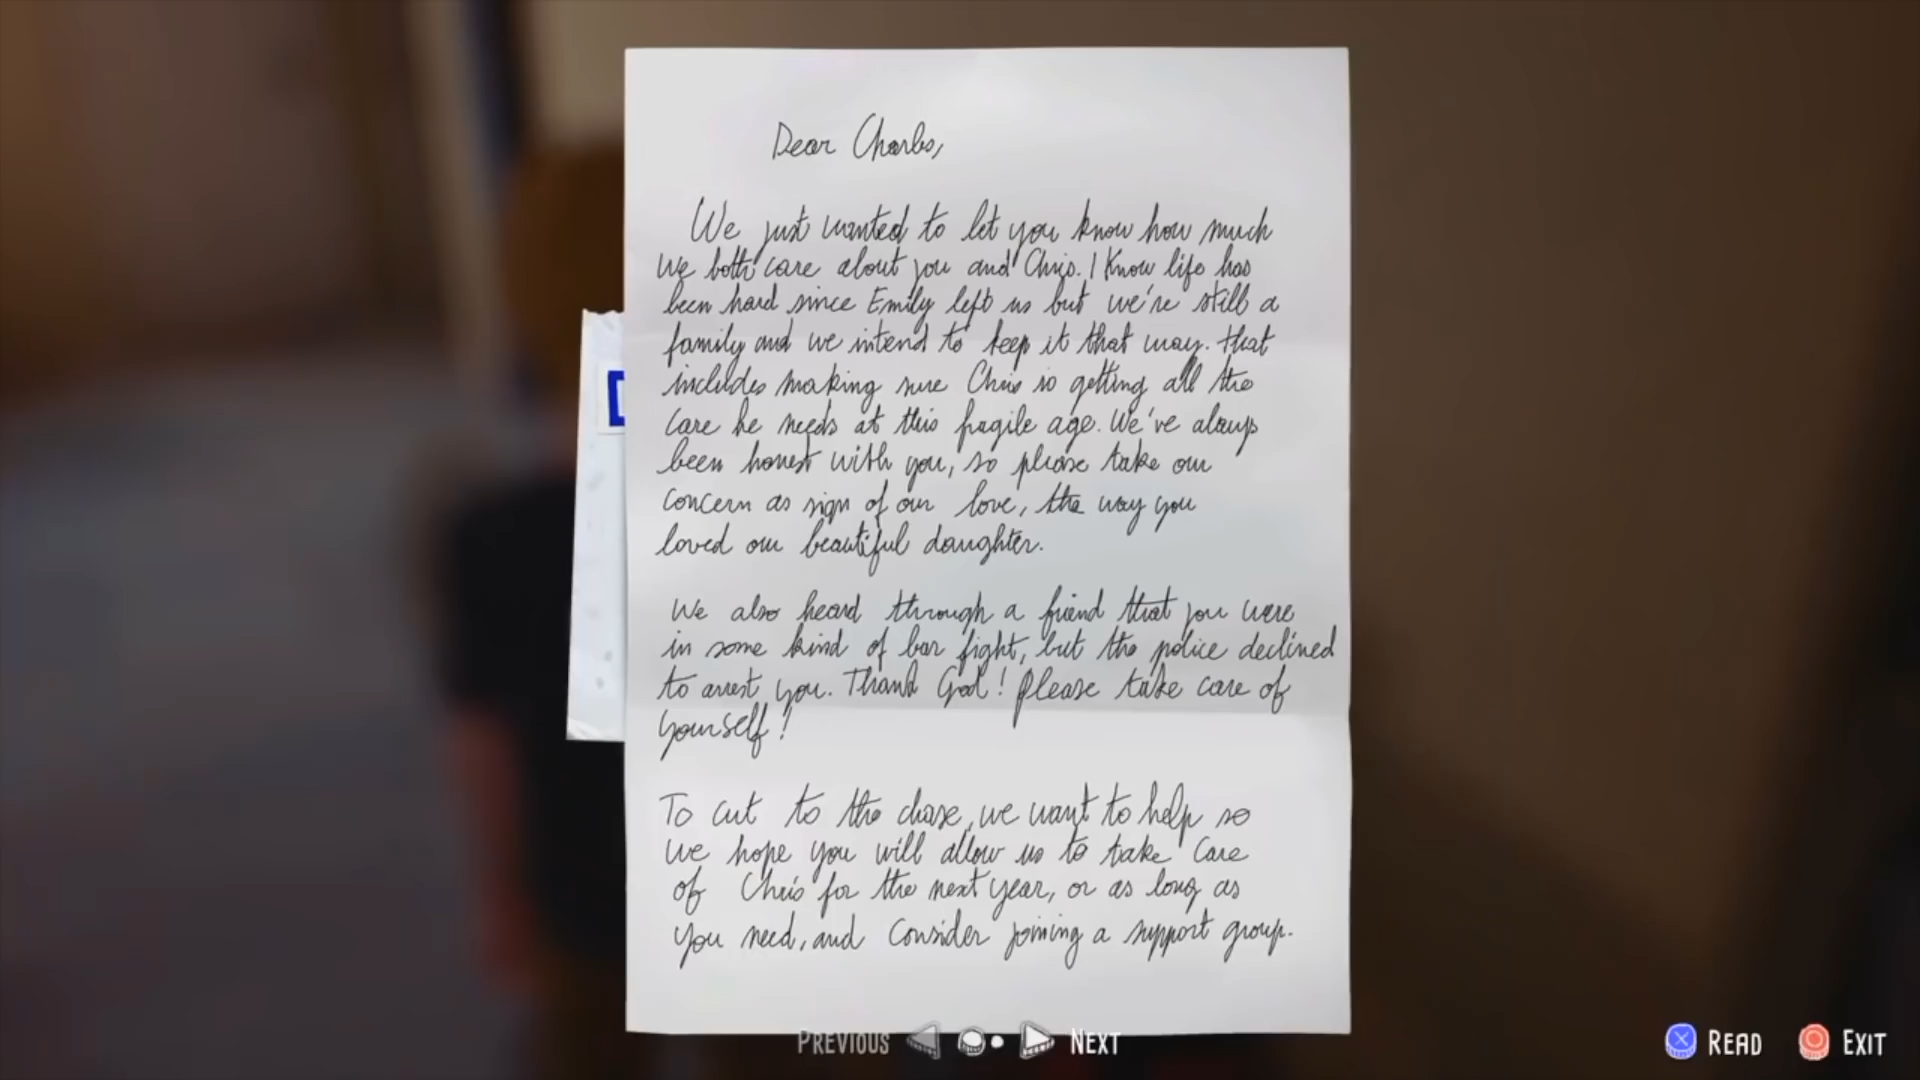 Dear Charles,
We just wanted to let you know how much
We both care about you and Chris. I Know life has
been hard since Emily left us but we're still a
family and we intend to keep it that way. That
includes making sure Chris is getting all the
care he needs at this fragile age. We've always
been honest with you, so please take our
concern as sign of our love, the way you
loved our beautiful daughter.
We also heard through a friend that you were
in some kind of bar fight, but the police declined
to arrest you. Thank God! Please take care of
yourself!
To cut to the chase, we want to help so
we hope you will allow us to take Care
of Chris for the next year, or as long as
you need, and Consider joining a support group.
PREVIOUS NEXT
READ EXIT